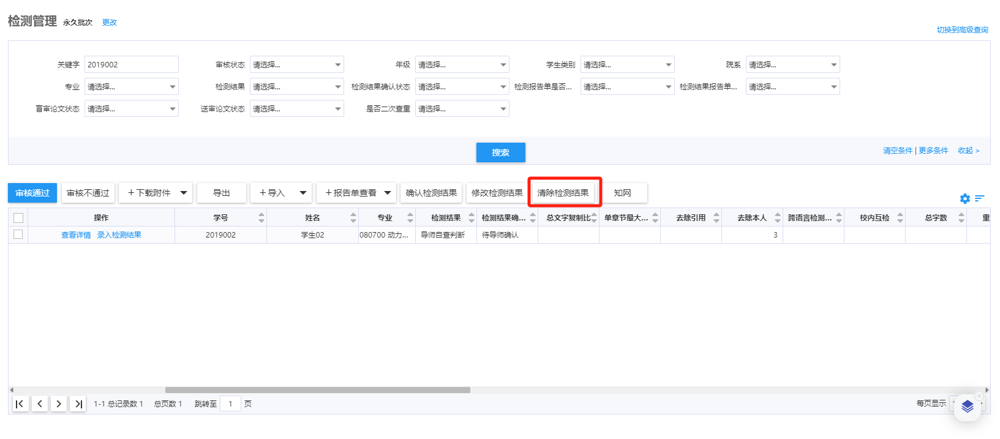 检测管理 永久批次 更改
切换到高级查询
关键字 2019002 审核状态 请选择... 年级 请选择... 学生类别 请选择... 院系 请选择...
专业 请选择... 检测结果 请选择... 检测结果确认状态 请选择... 检测报告单是否... 请选择... 检测结果报告单... 请选择...
盲审论文状态 请选择... 送审论文状态 请选择... 是否二次查重 请选择...
搜索 清空条件 | 更多条件 收起 >
审核通过 审核不通过 +下载附件 导出 +导入 +报告单查看 确认检测结果 修改检测结果 清除检测结果 知网
操作 学号 姓名 专业 检测结果 检测结果确... 总文字复制比 单章节最大... 去除引用 去除本人 跨语言检测... 校内互检 总字数 重
查看详情 录入检测结果 2019002 学生02 080700 动力... 导师自查判断 待导师确认 3
1-1 总记录数 1 总页数 1 跳转至 1 页 每页显示